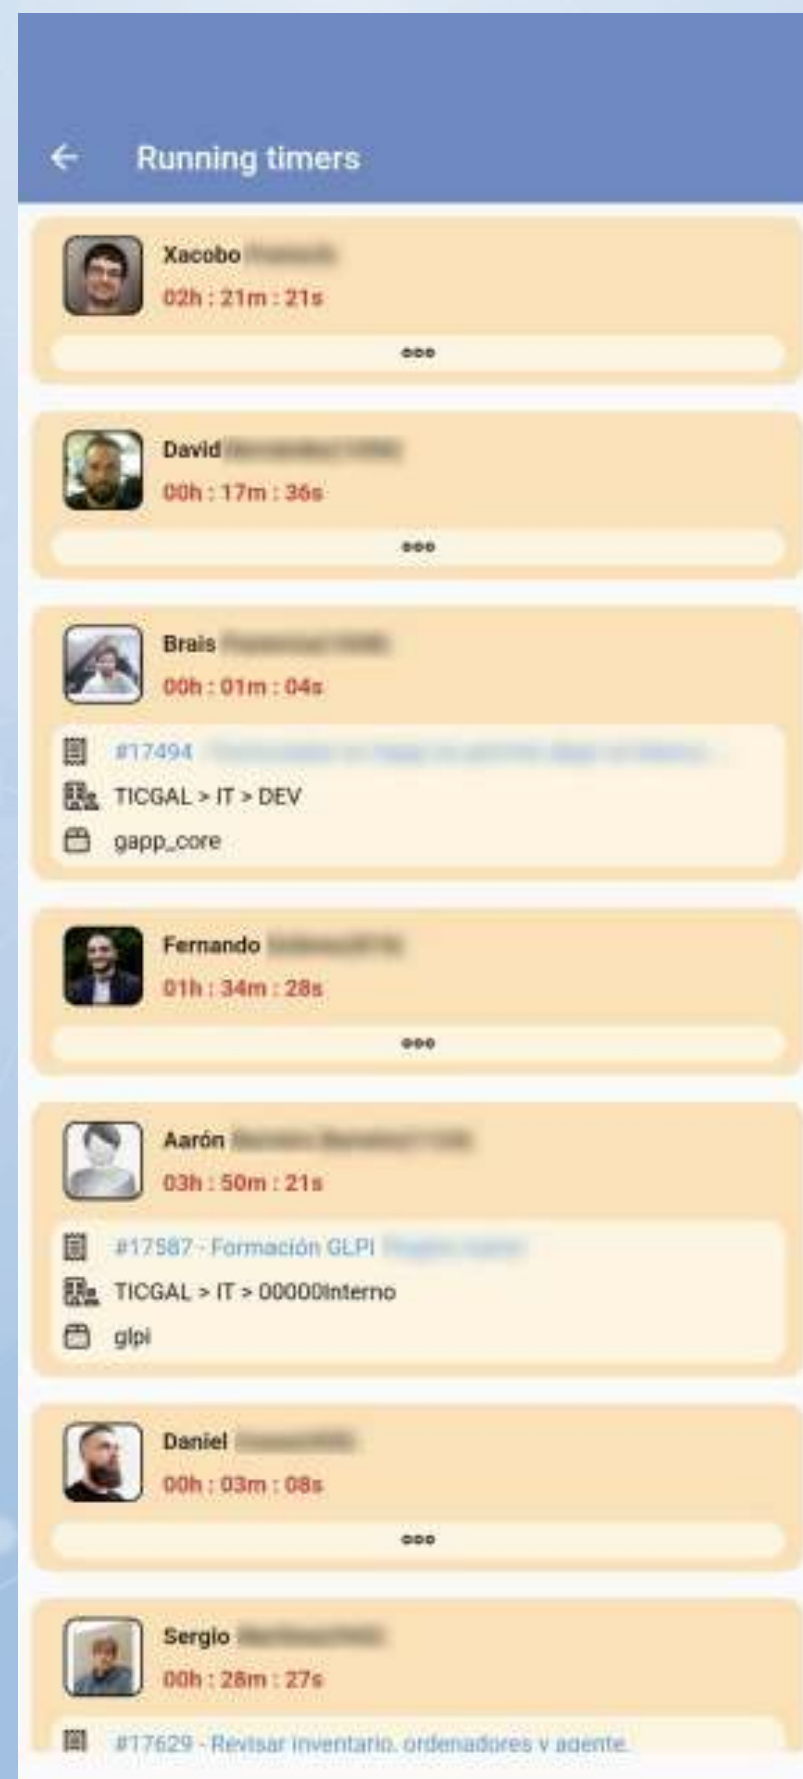 Running timers
Xacobo
02h : 21m : 21s
David
00h : 17m : 36s
Brais
00h : 01m : 04s
#17494
TICGAL > IT > DEV
gapp_core
Fernando
01h : 34m : 28s
Aarón
03h : 50m : 21s
#17587 - Formación GLPI
TICGAL > IT > 00000Interno
glpi
Daniel
00h : 03m : 08s
Sergio
00h : 28m : 27s
#17629 - Revisar inventario, ordenadores y agente.